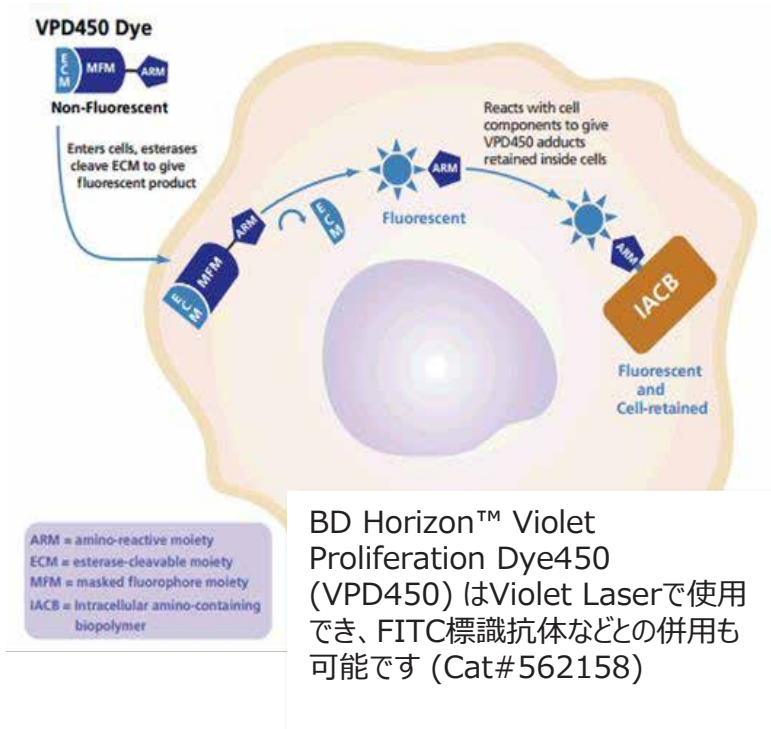 VPD450 Dye
ECM
MFM
ARM
Non-Fluorescent
Enters cells, esterases
cleave ECM to give
fluorescent product
ECM
MFM
ARM
ECM
ARM
Fluorescent
Reacts with cell
components to give
VPD450 adducts
retained inside cells
ARM
IACB
Fluorescent
and
Cell-retained
ARM = amino-reactive moiety
ECM = esterase-cleavable moiety
MFM = masked fluorophore moiety
IACB = Intracellular amino-containing
biopolymer
BD Horizon™ Violet
Proliferation Dye450
(VPD450) はViolet Laserで使用
でき、FITC標識抗体などとの併用も
可能です (Cat#562158)